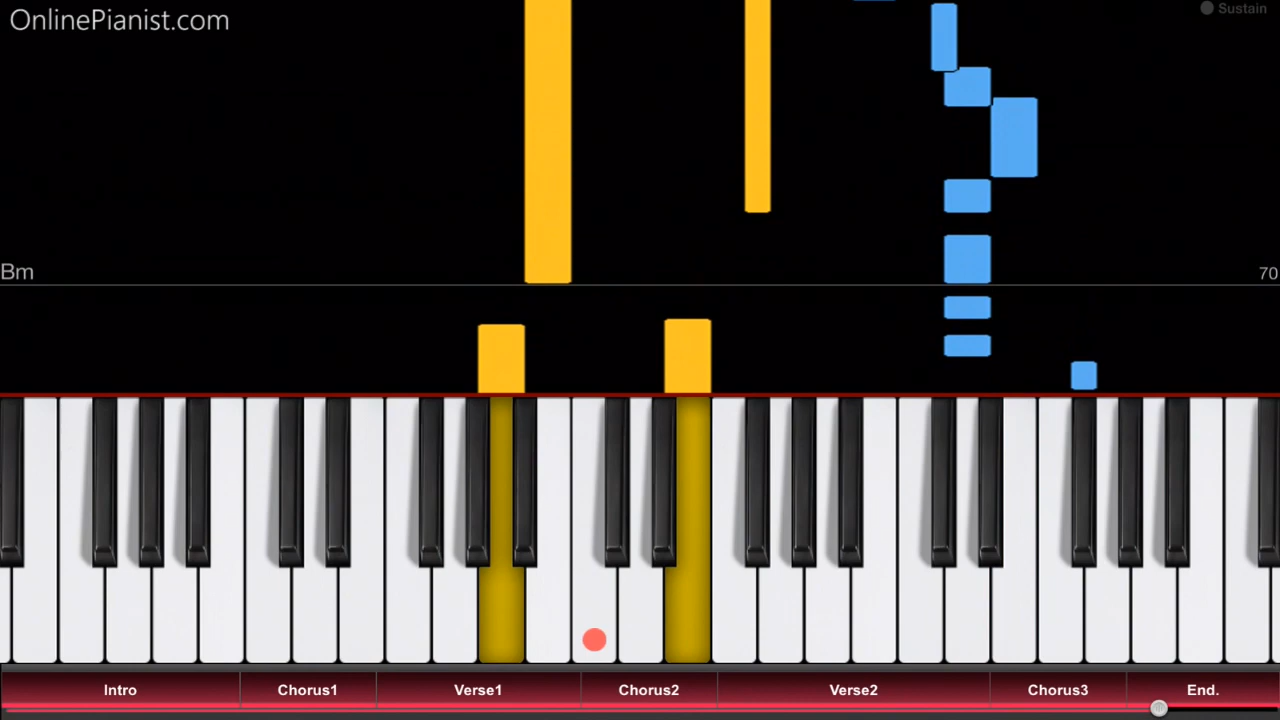 OnlinePianist.com
Sustain
Bm
70
Intro
Chorus1
Verse1
Chorus2
Verse2
Chorus3
End.